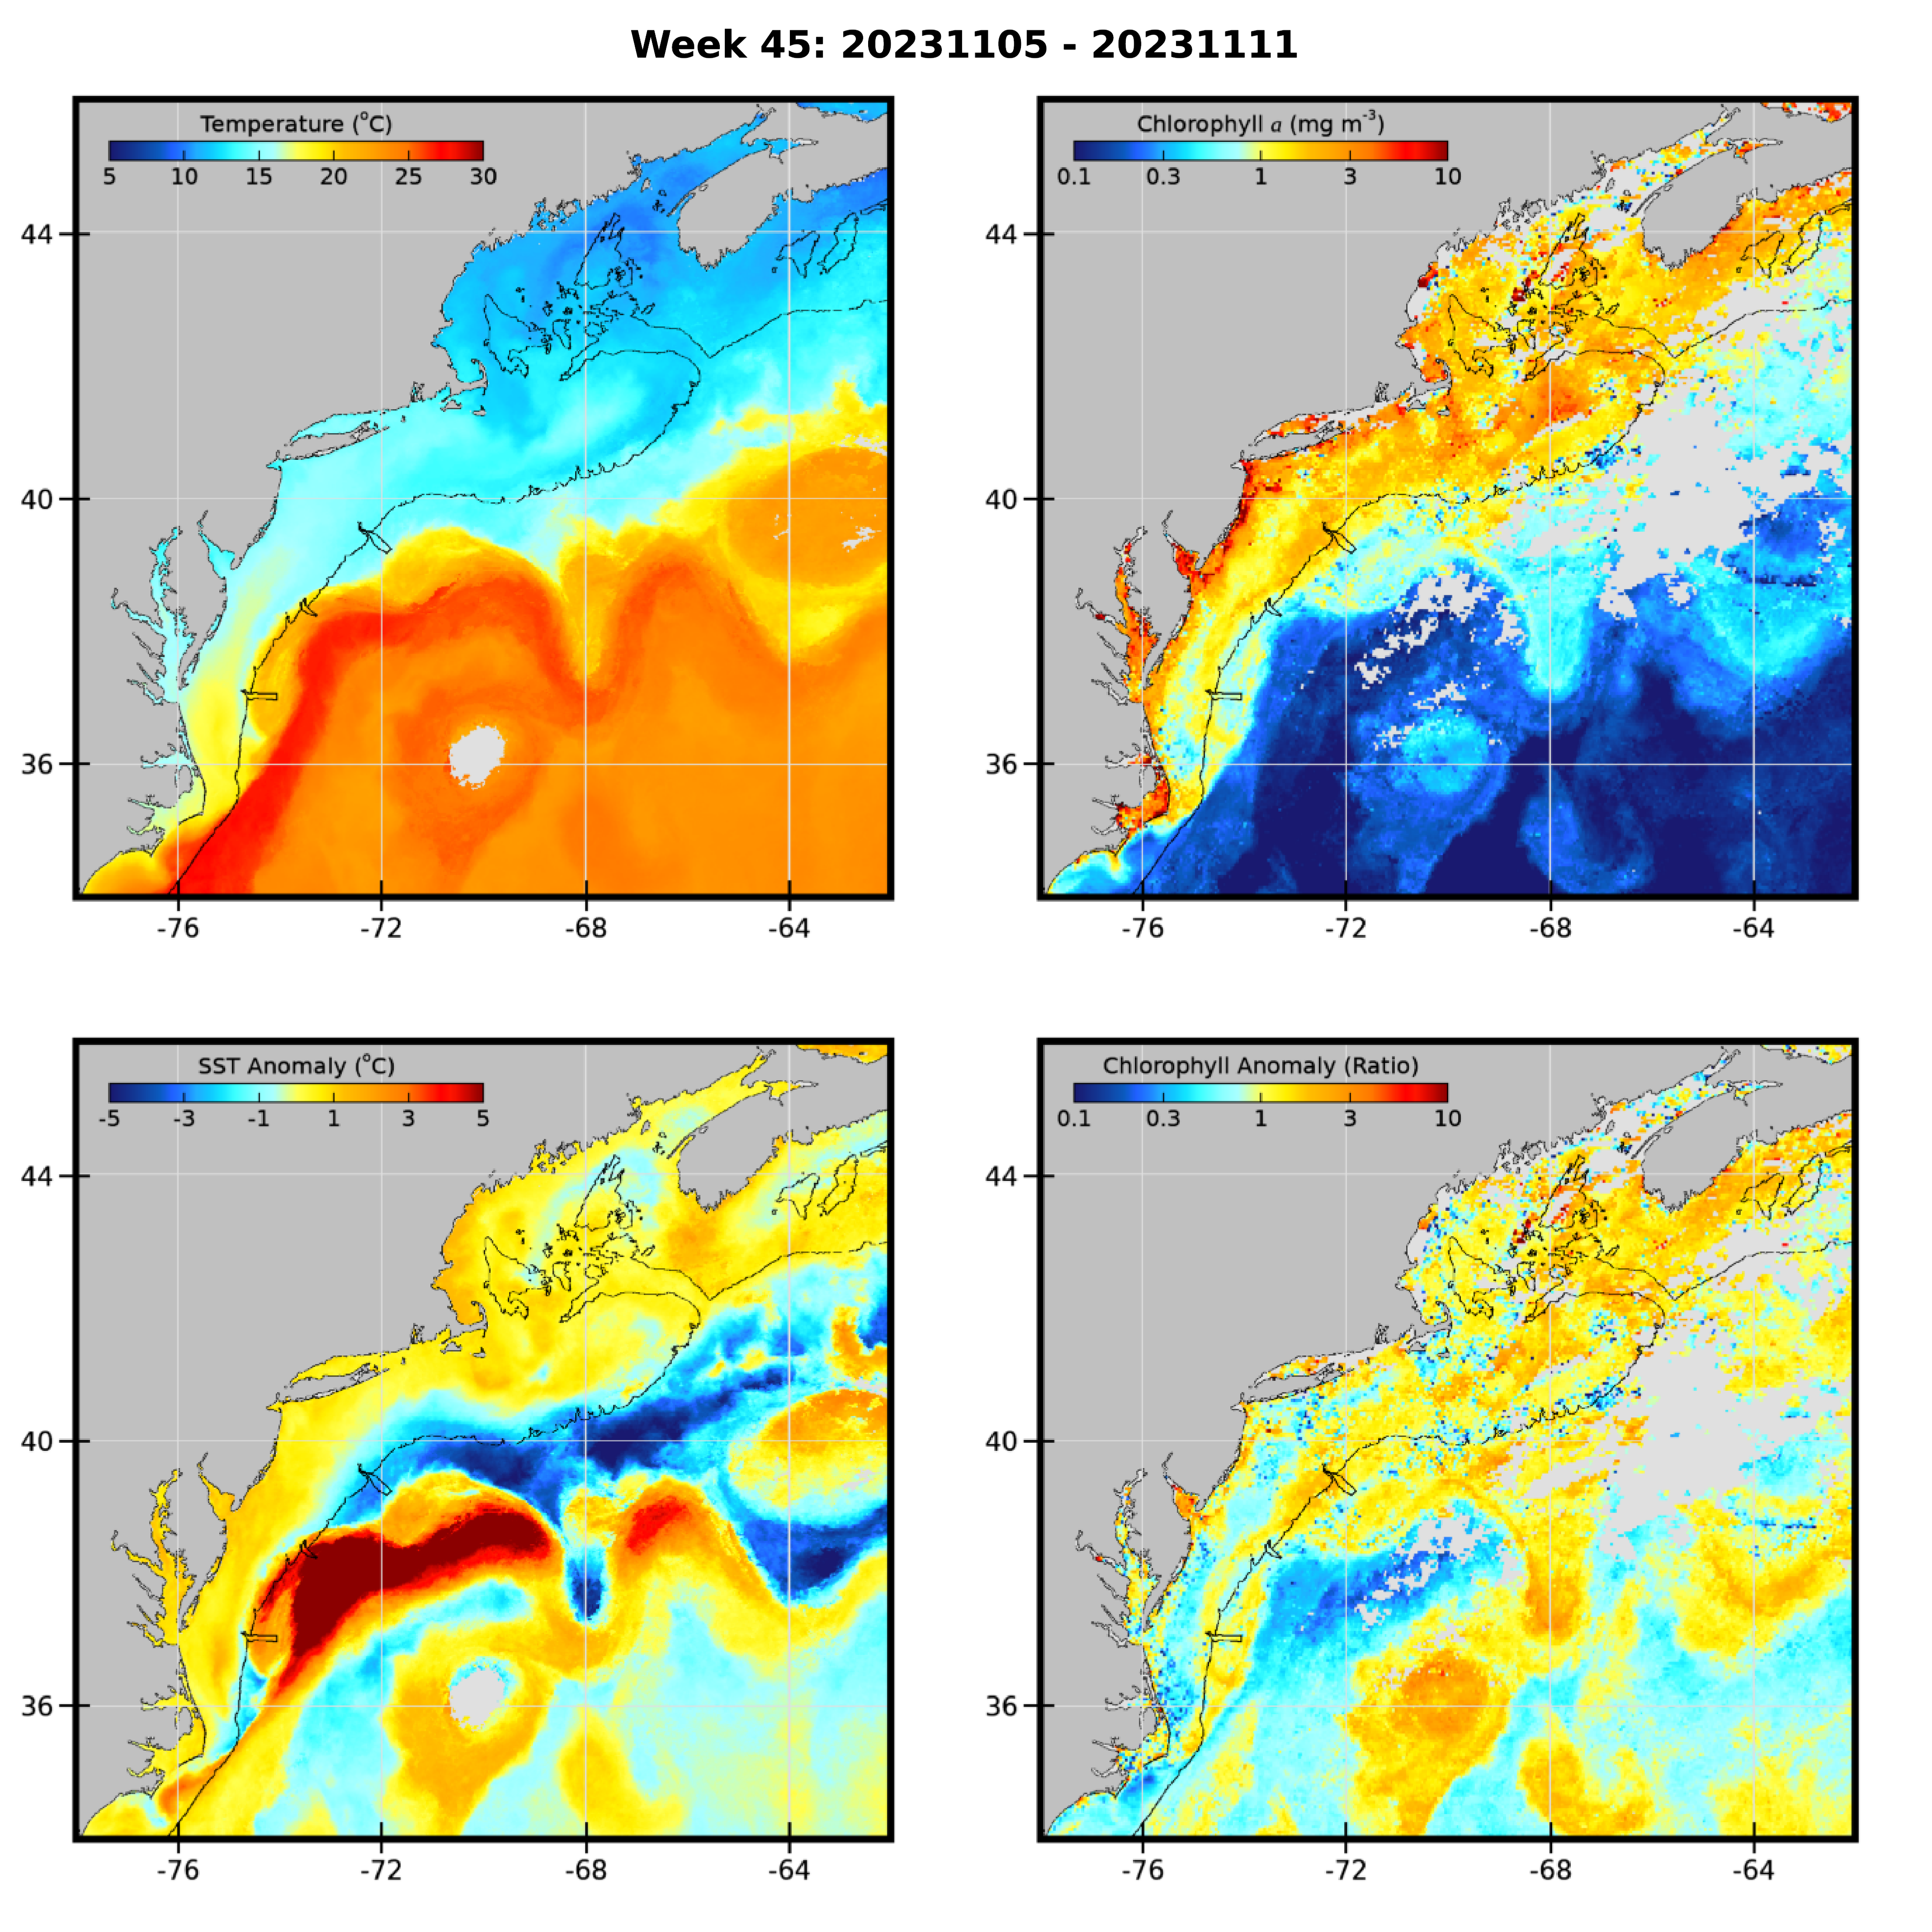 Week 45: 20231105 - 20231111
Temperature (°C)
5 10 15 20 25 30
44
40
36
-76 -72 -68 -64
Chlorophyll a (mg m⁻³)
0.1 0.3 1 3 10
44
40
36
-76 -72 -68 -64
SST Anomaly (°C)
-5 -3 -1 1 3 5
44
40
36
-76 -72 -68 -64
Chlorophyll Anomaly (Ratio)
0.1 0.3 1 3 10
44
40
36
-76 -72 -68 -64